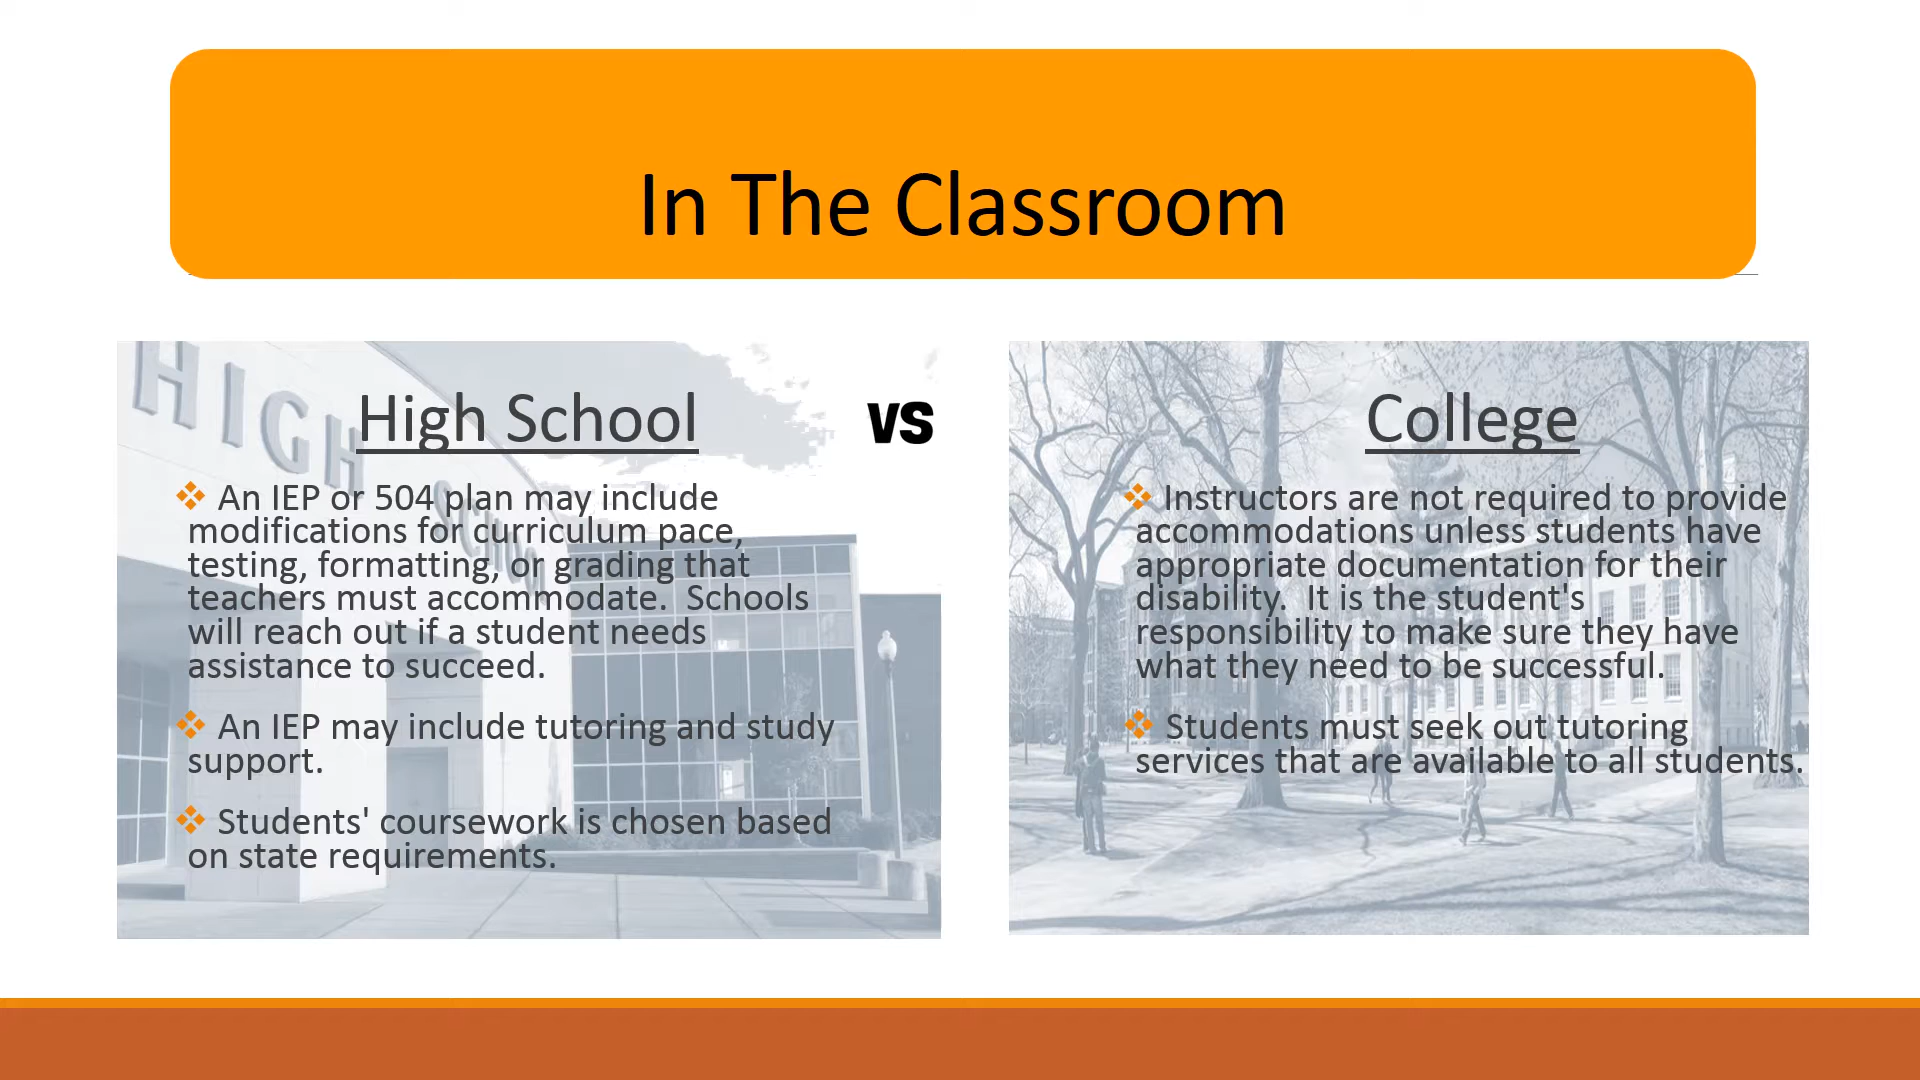 In The Classroom
High School
VS
College
❖ An IEP or 504 plan may include
modifications for curriculum pace,
testing, formatting, or grading that
teachers must accommodate.  Schools
will reach out if a student needs
assistance to succeed.
❖ An IEP may include tutoring and study
support.
❖ Students' coursework is chosen based
on state requirements.
❖ Instructors are not required to provide
accommodations unless students have
appropriate documentation for their
disability.  It is the student's
responsibility to make sure they have
what they need to be successful.
❖ Students must seek out tutoring
services that are available to all students.
HIGH
SCHOOL